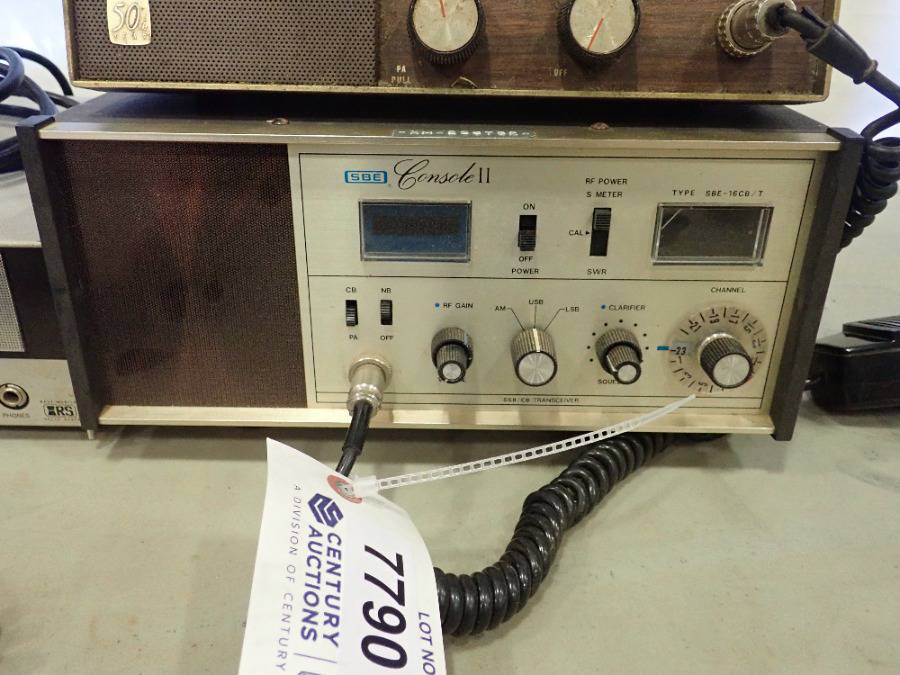 50
PA
PULL
OFF
SBE Console II
ON
OFF
POWER
RF POWER
S METER
CAL
SWR
TYPE SBE-16CB/T
CB
PA
NB
OFF
RF GAIN
AM
USB
LSB
CLARIFIER
CHANNEL
23
SSB/CB TRANSCEIVER
PHONES
CENTURY
AUCTIONS
A DIVISION OF CENTURY
7790
LOT NO